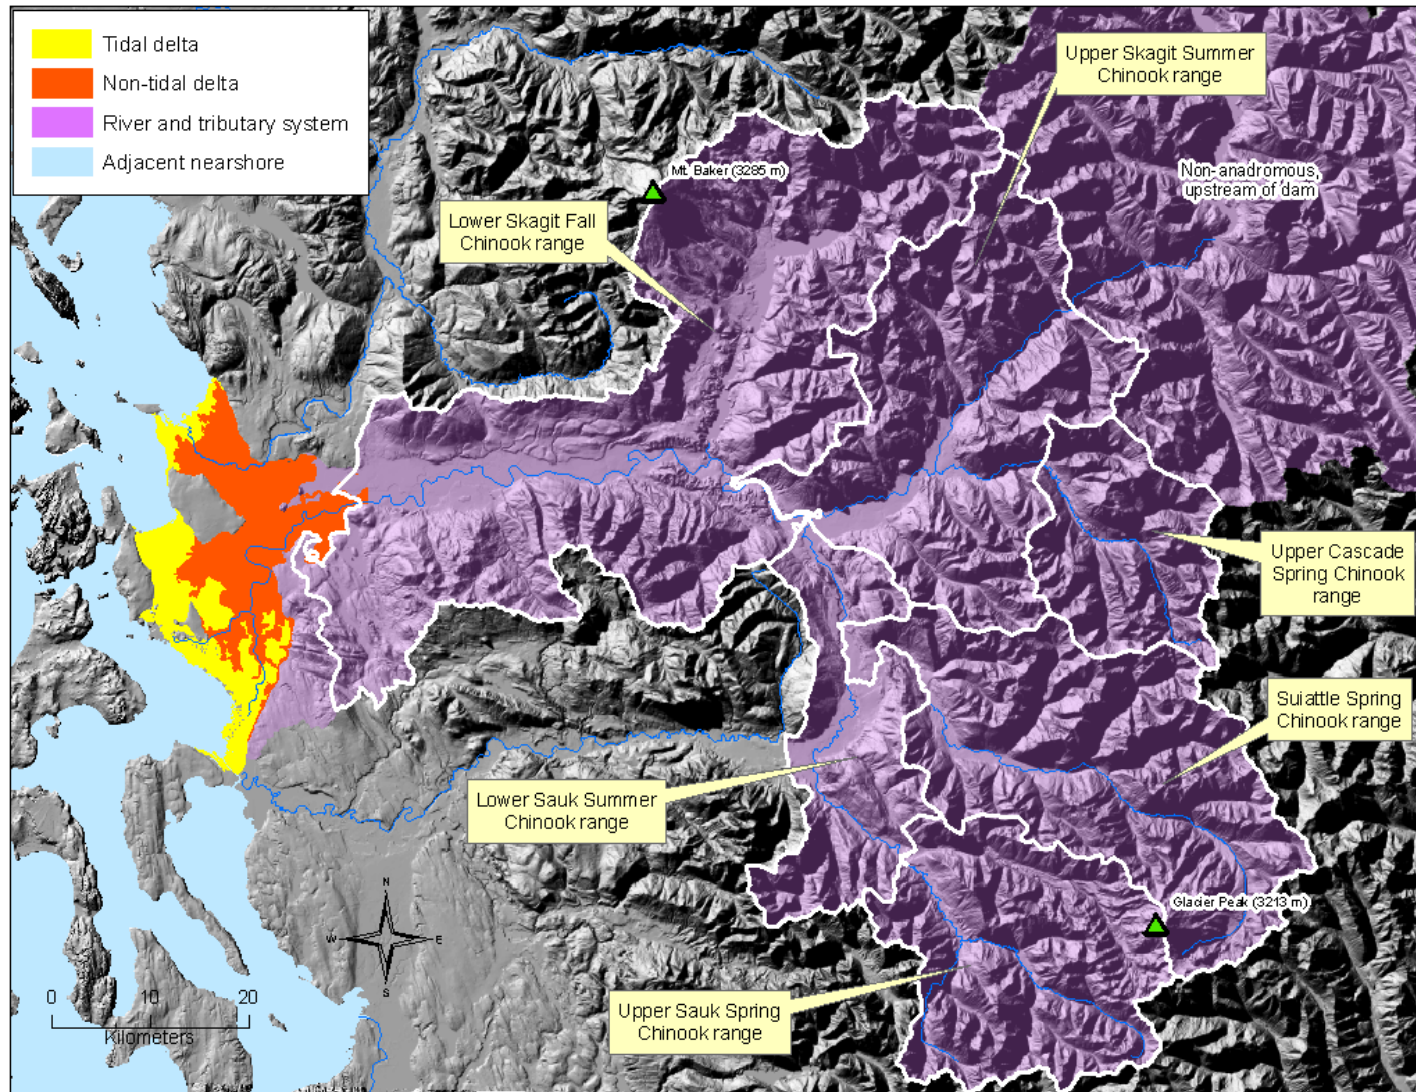 Tidal delta
Non-tidal delta
River and tributary system
Adjacent nearshore
Upper Skagit Summer
Chinook range
Mt. Baker (3285 m)
Non-anadromous,
upstream of dam
Lower Skagit Fall
Chinook range
Upper Cascade
Spring Chinook
range
Suiattle Spring
Chinook range
Lower Sauk Summer
Chinook range
Glacier Peak (3213 m)
N
W
E
S
0
10
20
Kilometers
Upper Sauk Spring
Chinook range